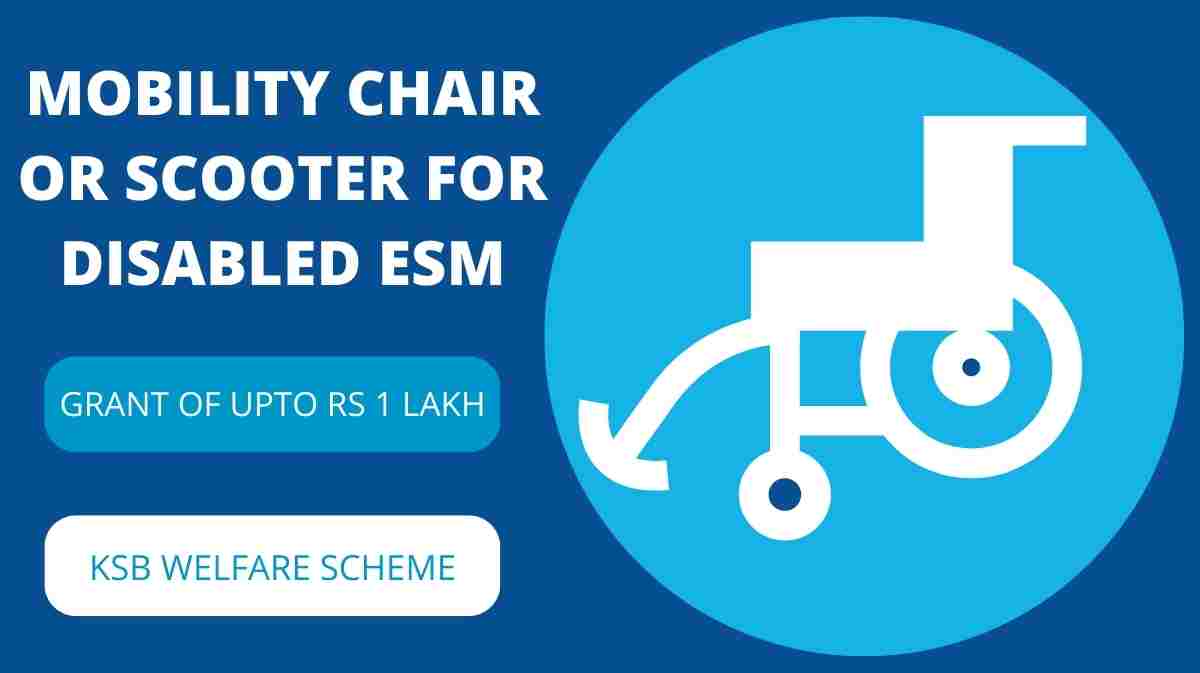 MOBILITY CHAIR
OR SCOOTER FOR
DISABLED ESM
GRANT OF UPTO RS 1 LAKH
KSB WELFARE SCHEME